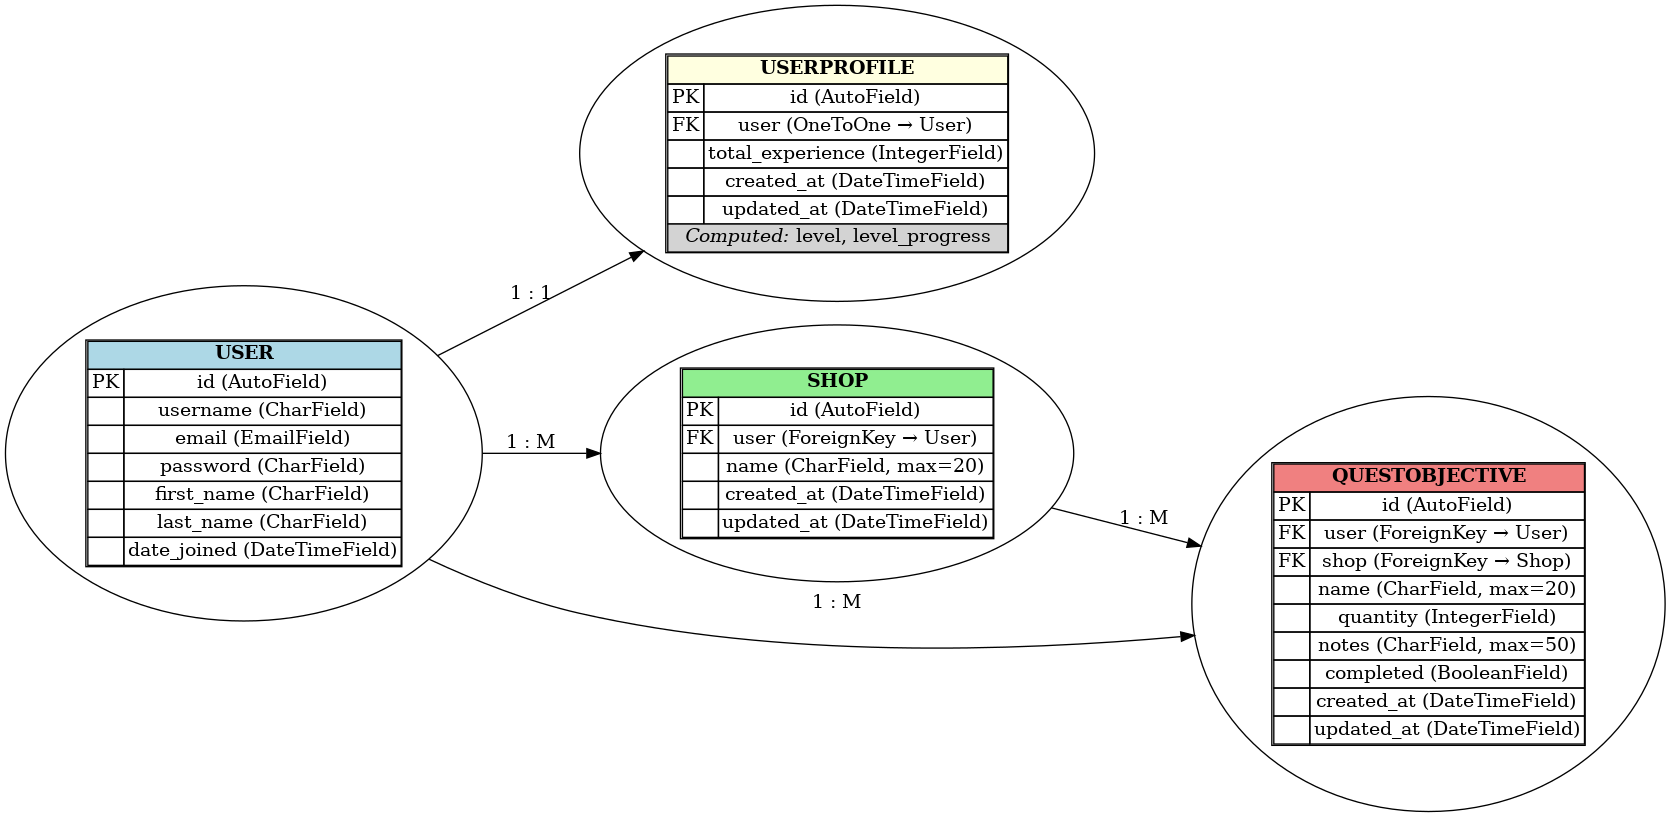 USERPROFILE
PK id (AutoField)
FK user (OneToOne → User)
total_experience (IntegerField)
created_at (DateTimeField)
updated_at (DateTimeField)
Computed: level, level_progress
1 : 1
USER
PK id (AutoField)
username (CharField)
email (EmailField)
password (CharField)
first_name (CharField)
last_name (CharField)
date_joined (DateTimeField)
1 : M
SHOP
PK id (AutoField)
FK user (ForeignKey → User)
name (CharField, max=20)
created_at (DateTimeField)
updated_at (DateTimeField)
1 : M
1 : M
QUESTOBJECTIVE
PK id (AutoField)
FK user (ForeignKey → User)
FK shop (ForeignKey → Shop)
name (CharField, max=20)
quantity (IntegerField)
notes (CharField, max=50)
completed (BooleanField)
created_at (DateTimeField)
updated_at (DateTimeField)